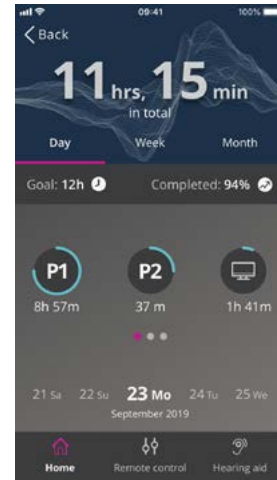 09:41 100%
Back
11 hrs, 15 min
in total
Day Week Month
Goal: 12h Completed: 94%
P1 P2
8h 57m 37 m 1h 41m
21 Sa 22 Su 23 Mo 24 Tu 25 We
September 2019
Home Remote control Hearing aid